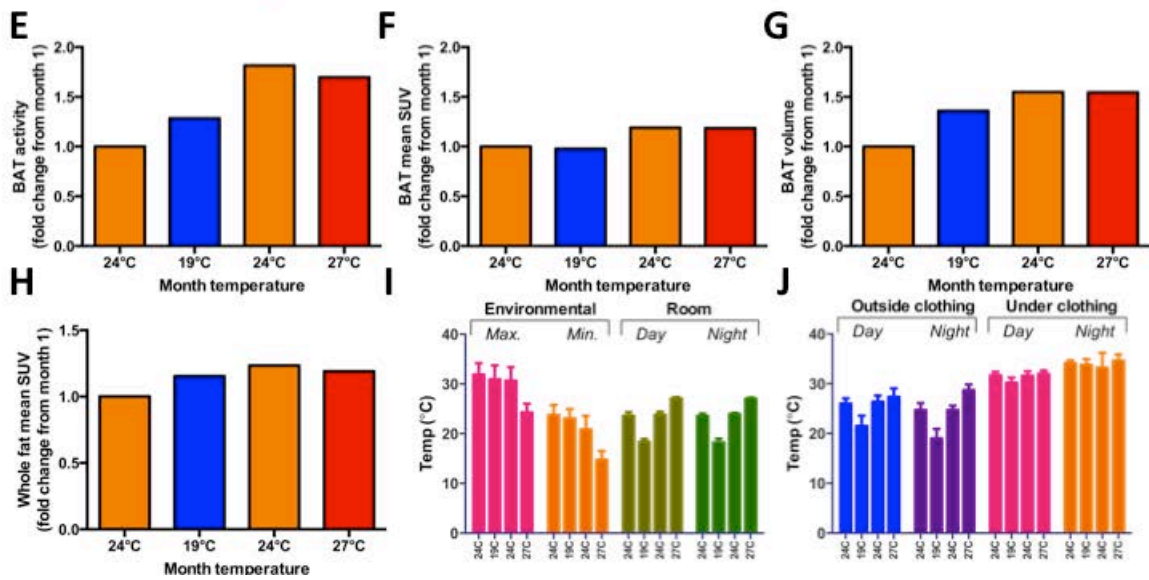 E
BAT activity
(fold change from month 1)
2.0
1.5
1.0
0.5
0.0
24°C 19°C 24°C 27°C
Month temperature
F
BAT mean SUV
(fold change from month 1)
2.0
1.5
1.0
0.5
0.0
24°C 19°C 24°C 27°C
Month temperature
G
BAT volume
(fold change from month 1)
2.0
1.5
1.0
0.5
0.0
24°C 19°C 24°C 27°C
Month temperature
H
Whole fat mean SUV
(fold change from month 1)
1.5
1.0
0.5
0.0
24°C 19°C 24°C 27°C
Month temperature
I
Environmental Room
Max. Min. Day Night
Temp (°C)
40
30
20
10
0
24C 19C 24C 27C 24C 19C 24C 27C 24C 19C 24C 27C 24C 19C 24C 27C
J
Outside clothing Under clothing
Day Night Day Night
Temp (°C)
40
30
20
10
0
24C 19C 24C 27C 24C 19C 24C 27C 24C 19C 24C 27C 24C 19C 24C 27C